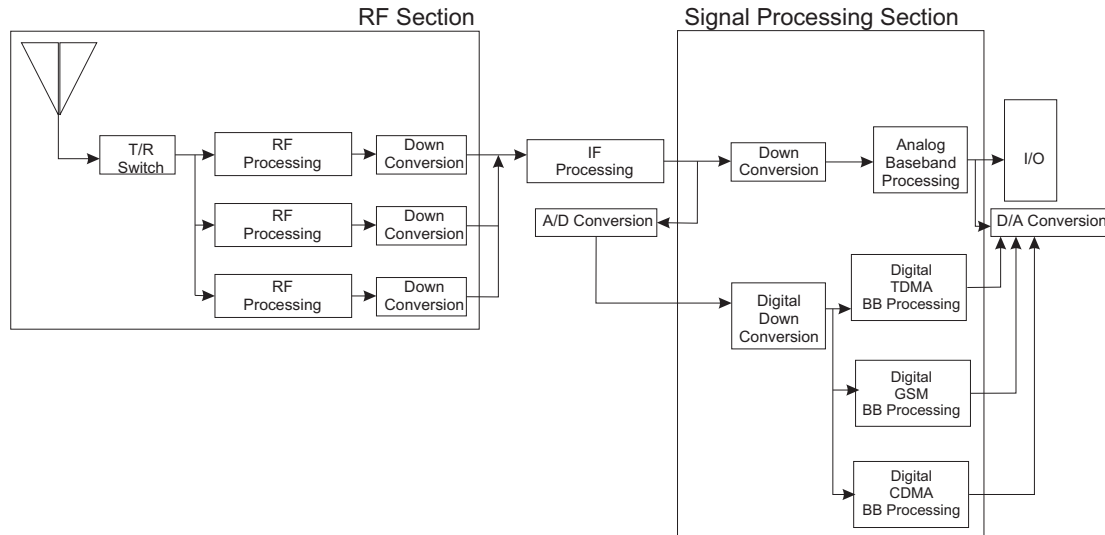 RF Section
Signal Processing Section
T/R
Switch
RF
Processing
Down
Conversion
IF
Processing
Down
Conversion
Analog
Baseband
Processing
I/O
RF
Processing
Down
Conversion
A/D Conversion
D/A Conversion
RF
Processing
Down
Conversion
Digital
Down
Conversion
Digital
TDMA
BB Processing
Digital
GSM
BB Processing
Digital
CDMA
BB Processing